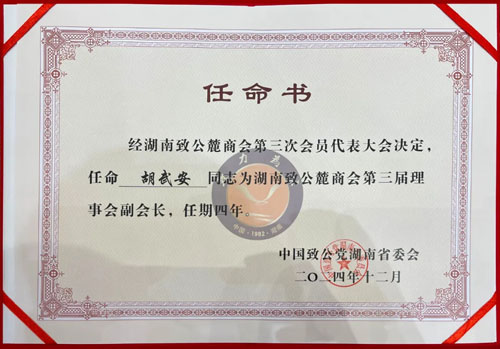 任命书
经湖南致公麓商会第三次会员代表大会决定，
任命 胡武安 同志为湖南致公麓商会第三届理
事会副会长，任期四年。
中国致公党湖南省委会
二〇二四年十二月